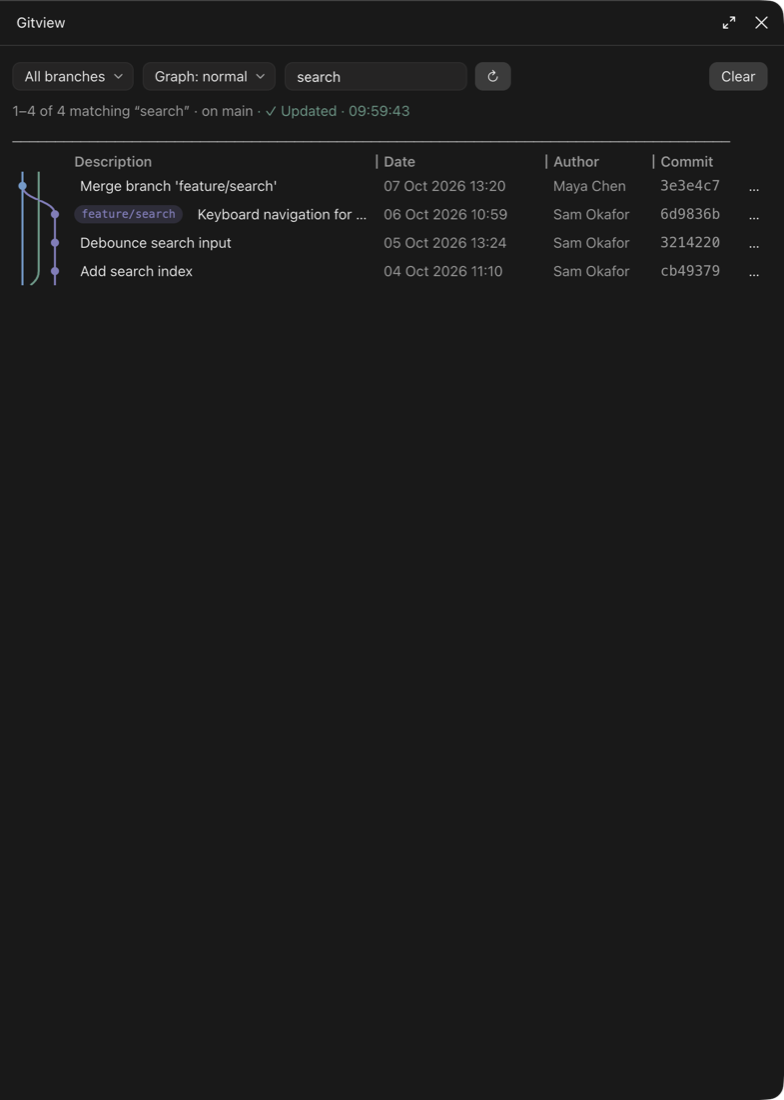 Gitview
All branches Graph: normal search Clear
1–4 of 4 matching “search” · on main · ✓ Updated · 09:59:43
Description | Date | Author | Commit
Merge branch 'feature/search' 07 Oct 2026 13:20 Maya Chen 3e3e4c7 ...
feature/search Keyboard navigation for ... 06 Oct 2026 10:59 Sam Okafor 6d9836b ...
Debounce search input 05 Oct 2026 13:24 Sam Okafor 3214220 ...
Add search index 04 Oct 2026 11:10 Sam Okafor cb49379 ...